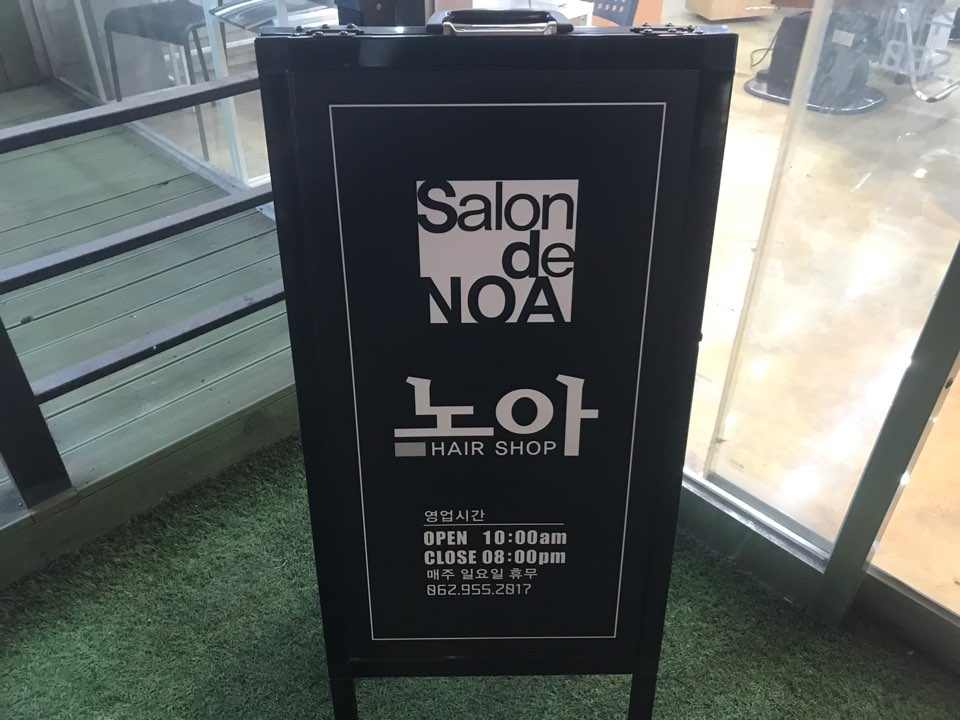 Salon
de
NOA
노아
HAIR SHOP
영업시간
OPEN 10:00am
CLOSE 08:00pm
매주 일요일 휴무
062.955.2017